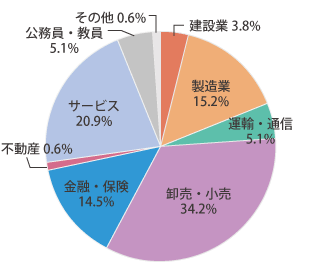 その他 0.6%
建設業 3.8%
公務員・教員
5.1%
製造業
15.2%
サービス
20.9%
運輸・通信
5.1%
不動産 0.6%
金融・保険
14.5%
卸売・小売
34.2%